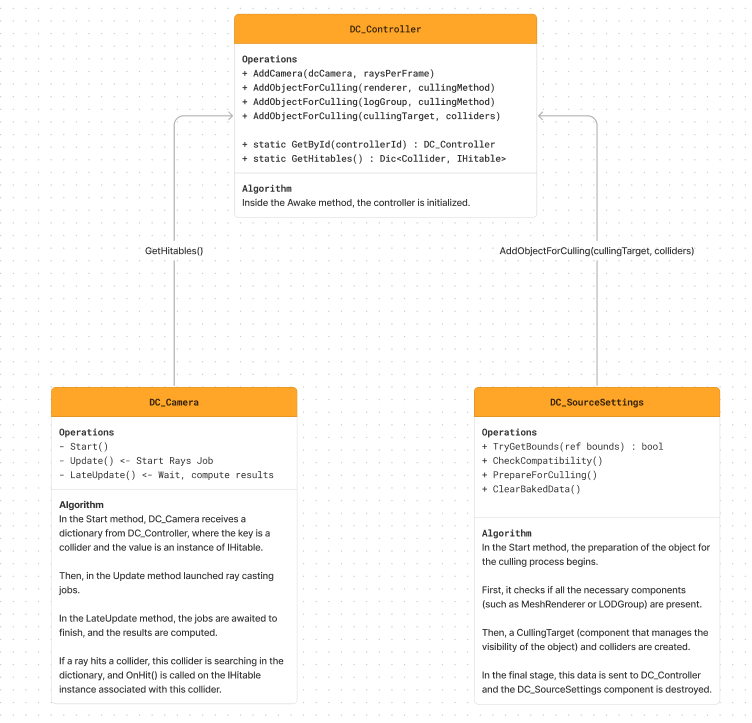 DC_Controller
Operations
+ AddCamera(dcCamera, raysPerFrame)
+ AddObjectForCulling(renderer, cullingMethod)
+ AddObjectForCulling(logGroup, cullingMethod)
+ AddObjectForCulling(cullingTarget, colliders)
+ static GetById(controllerId) : DC_Controller
+ static GetHitables() : Dic<Collider, IHitable>
Algorithm
Inside the Awake method, the controller is initialized.
GetHitables()
AddObjectForCulling(cullingTarget, colliders)
DC_Camera
Operations
- Start()
- Update() <- Start Rays Job
- LateUpdate() <- Wait, compute results
Algorithm
In the Start method, DC_Camera receives a
dictionary from DC_Controller, where the key is a
collider and the value is an instance of IHitable.
Then, in the Update method launched ray casting
jobs.
In the LateUpdate method, the jobs are awaited to
finish, and the results are computed.
If a ray hits a collider, this collider is searching in the
dictionary, and OnHit() is called on the IHitable
instance associated with this collider.
DC_SourceSettings
Operations
+ TryGetBounds(ref bounds) : bool
+ CheckCompatibility()
+ PrepareForCulling()
+ ClearBakedData()
Algorithm
In the Start method, the preparation of the object for
the culling process begins.
First, it checks if all the necessary components
(such as MeshRenderer or LODGroup) are present.
Then, a CullingTarget (component that manages the
visibility of the object) and colliders are created.
In the final stage, this data is sent to DC_Controller
and the DC_SourceSettings component is destroyed.